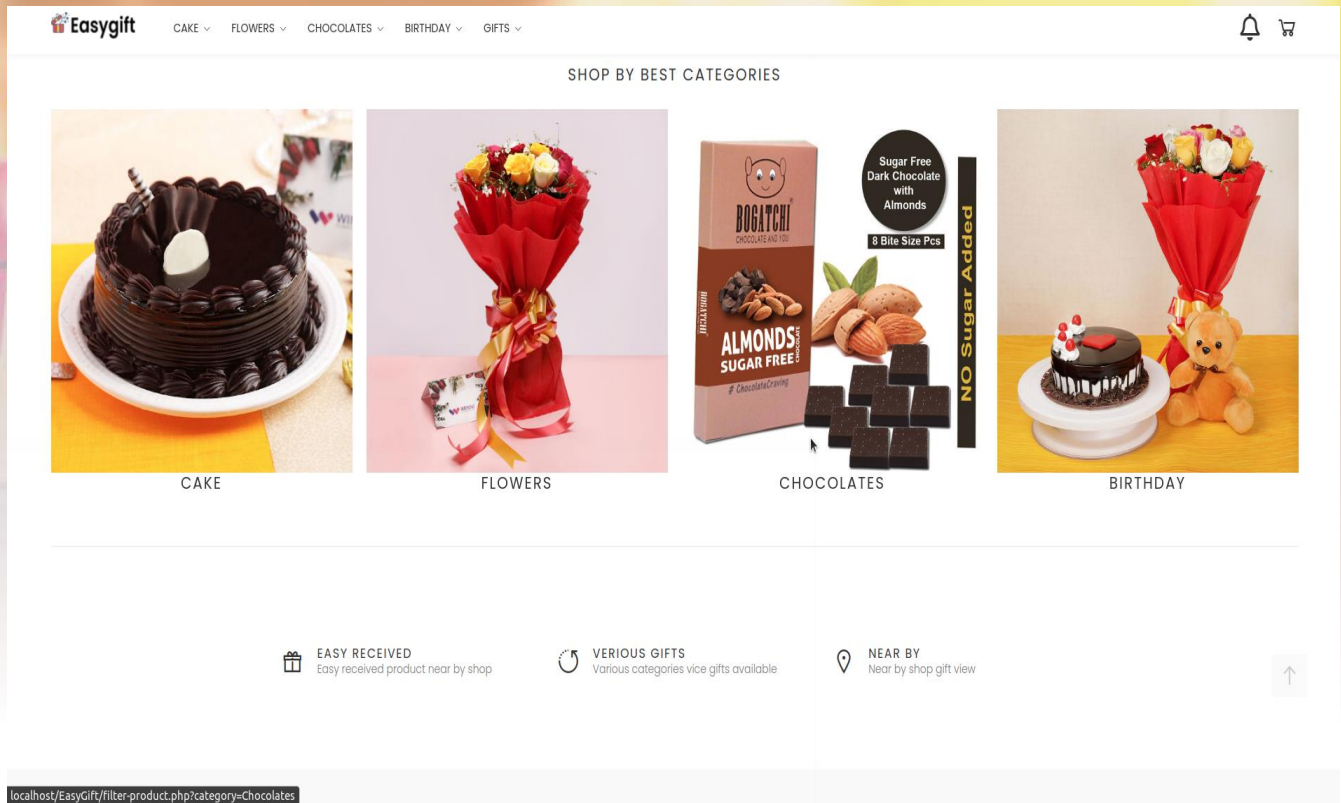 Easygift
CAKE
FLOWERS
CHOCOLATES
BIRTHDAY
GIFTS
SHOP BY BEST CATEGORIES
BOGATCHI
CHOCOLATE AND YOU
BOGATCHI
ALMONDS
CHOCOLATE
SUGAR FREE
# ChocolateCraving
Sugar Free
Dark Chocolate
with
Almonds
8 Bite Size Pcs
NO Sugar Added
CAKE
FLOWERS
CHOCOLATES
BIRTHDAY
EASY RECEIVED
Easy received product near by shop
VERIOUS GIFTS
Various categories vice gifts available
NEAR BY
Near by shop gift view
localhost/EasyGift/filter-product.php?category=Chocolates